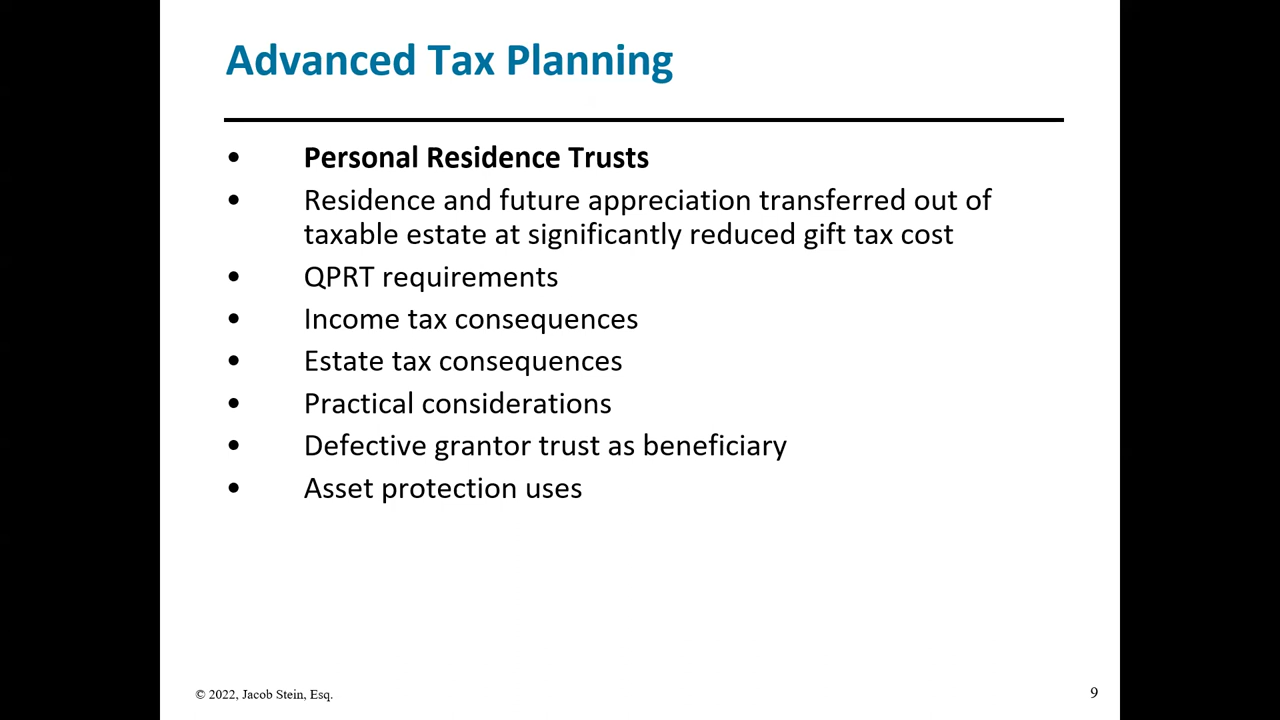 Advanced Tax Planning
• Personal Residence Trusts
• Residence and future appreciation transferred out of
taxable estate at significantly reduced gift tax cost
• QPRT requirements
• Income tax consequences
• Estate tax consequences
• Practical considerations
• Defective grantor trust as beneficiary
• Asset protection uses
© 2022, Jacob Stein, Esq.
9